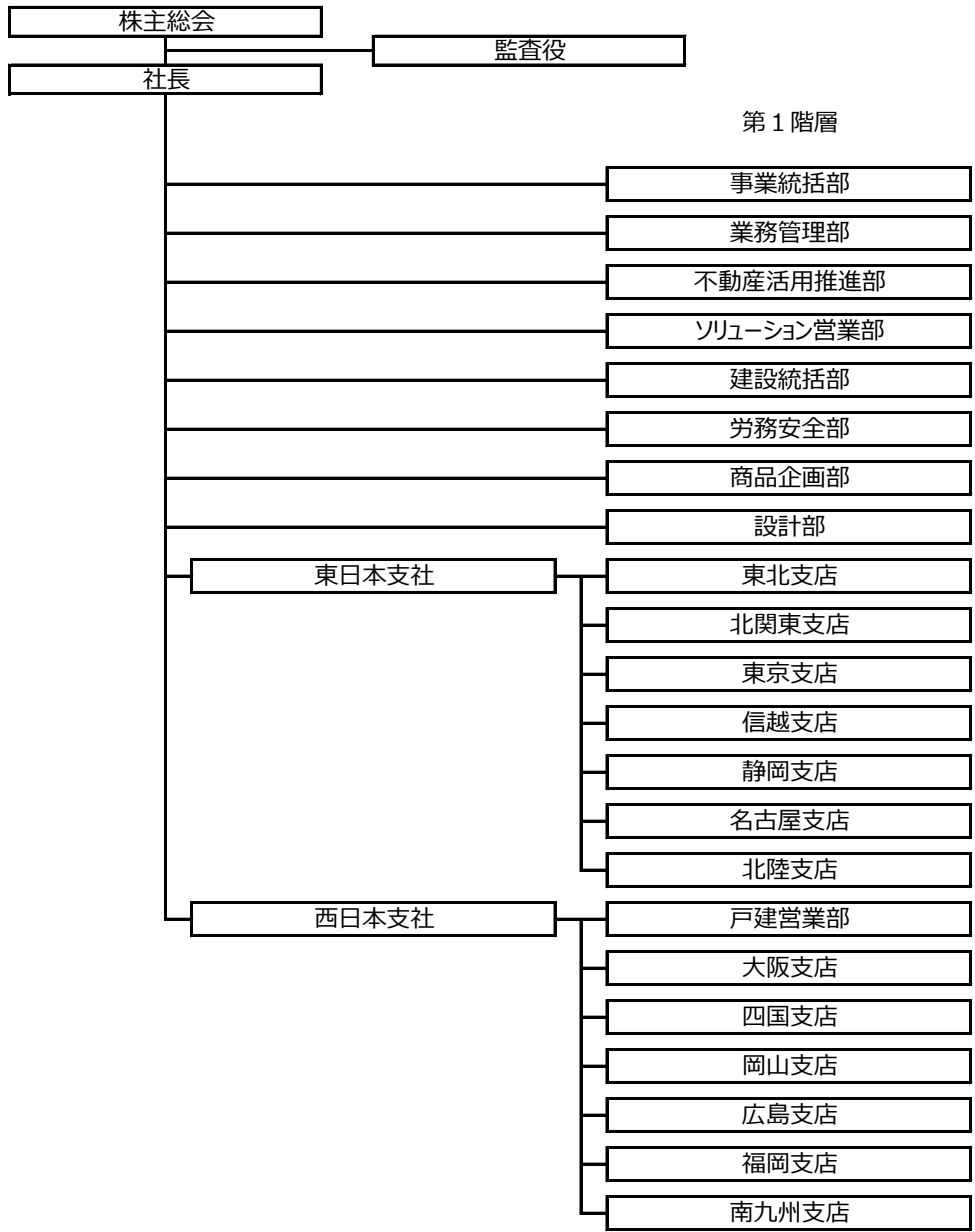 株主総会
監査役
社長
第１階層
事業統括部
業務管理部
不動産活用推進部
ソリューション営業部
建設統括部
労務安全部
商品企画部
設計部
東日本支社
東北支店
北関東支店
東京支店
信越支店
静岡支店
名古屋支店
北陸支店
西日本支社
戸建営業部
大阪支店
四国支店
岡山支店
広島支店
福岡支店
南九州支店